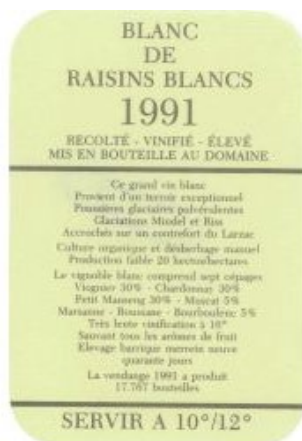 BLANC
DE
RAISINS BLANCS
1991
RECOLTÉ - VINIFIÉ - ÉLEVÉ
MIS EN BOUTEILLE AU DOMAINE
Ce grand vin blanc
Provient d'un terroir exceptionnel
Poussières glaciaires pulvérulentes
Glaciations Mindel et Riss
Accrochés sur un contrefort du Larzac
Culture organique et désherbage manuel
Production faible 20 hectos/hectares
Le vignoble blanc comprend sept cépages
Viognier 30% - Chardonnay 30%
Petit Manseng 30% - Muscat 5%
Marsanne - Roussane - Bourboulenc 5%
Très lente vinification à 16°
Sauvant tous les arômes de fruit
Elevage barrique merrein neuve
quarante jours
La vendange 1991 a produit
17.767 bouteilles
SERVIR A 10°/12°